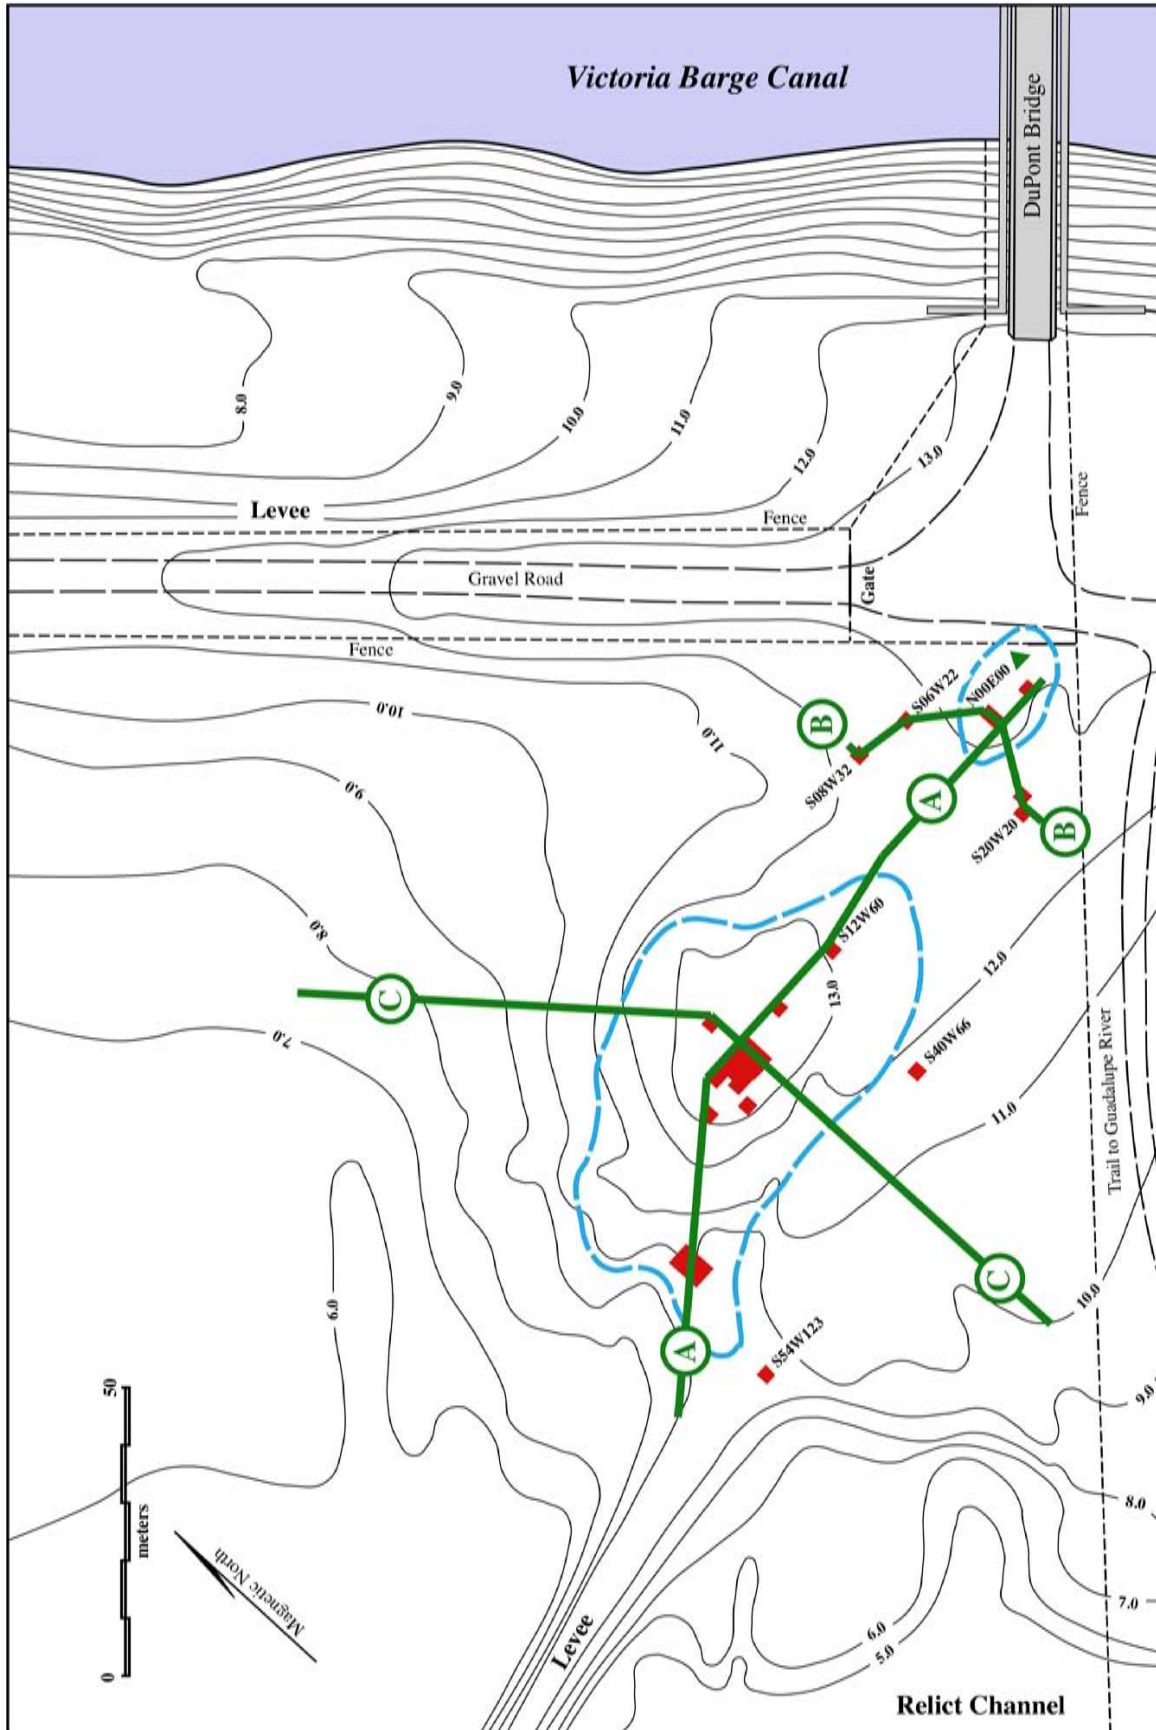 Victoria Barge Canal
DuPont Bridge
8.0
9.0
10.0
11.0
12.0
13.0
Levee
Fence
Fence
Gravel Road
Gate
Fence
10.0
11.0
9.0
8.0
7.0
6.0
B
S06W22
N00E00
S08W32
A
S20W20
B
S12W60
13.0
12.0
C
S40W66
11.0
Trail to Guadalupe River
C
10.0
A
S54W123
9.0
8.0
7.0
6.0
5.0
50
meters
0
Magnetic North
Levee
Relict Channel